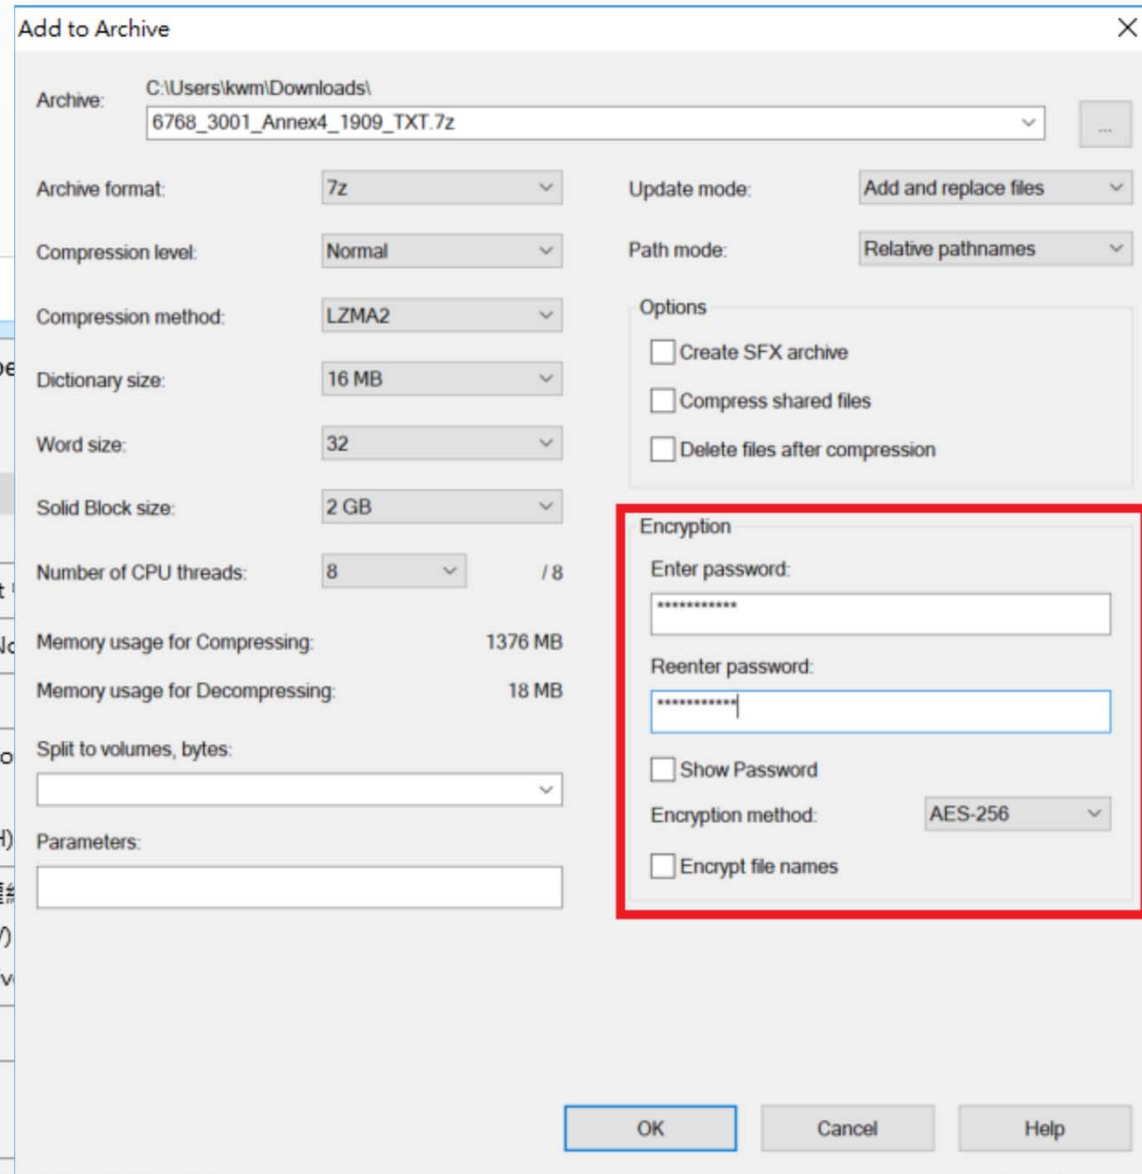 Add to Archive
Archive:
C:\Users\kwm\Downloads\
6768_3001_Annex4_1909_TXT.7z
...
Archive format:
7z
Update mode:
Add and replace files
Compression level:
Normal
Path mode:
Relative pathnames
Compression method:
LZMA2
Options
Create SFX archive
Dictionary size:
16 MB
Compress shared files
Word size:
32
Delete files after compression
Solid Block size:
2 GB
Encryption
Number of CPU threads:
8
/ 8
Enter password:
***********
Memory usage for Compressing:
1376 MB
Reenter password:
Memory usage for Decompressing:
18 MB
***********
Split to volumes, bytes:
Show Password
Encryption method:
AES-256
Parameters:
Encrypt file names
OK
Cancel
Help